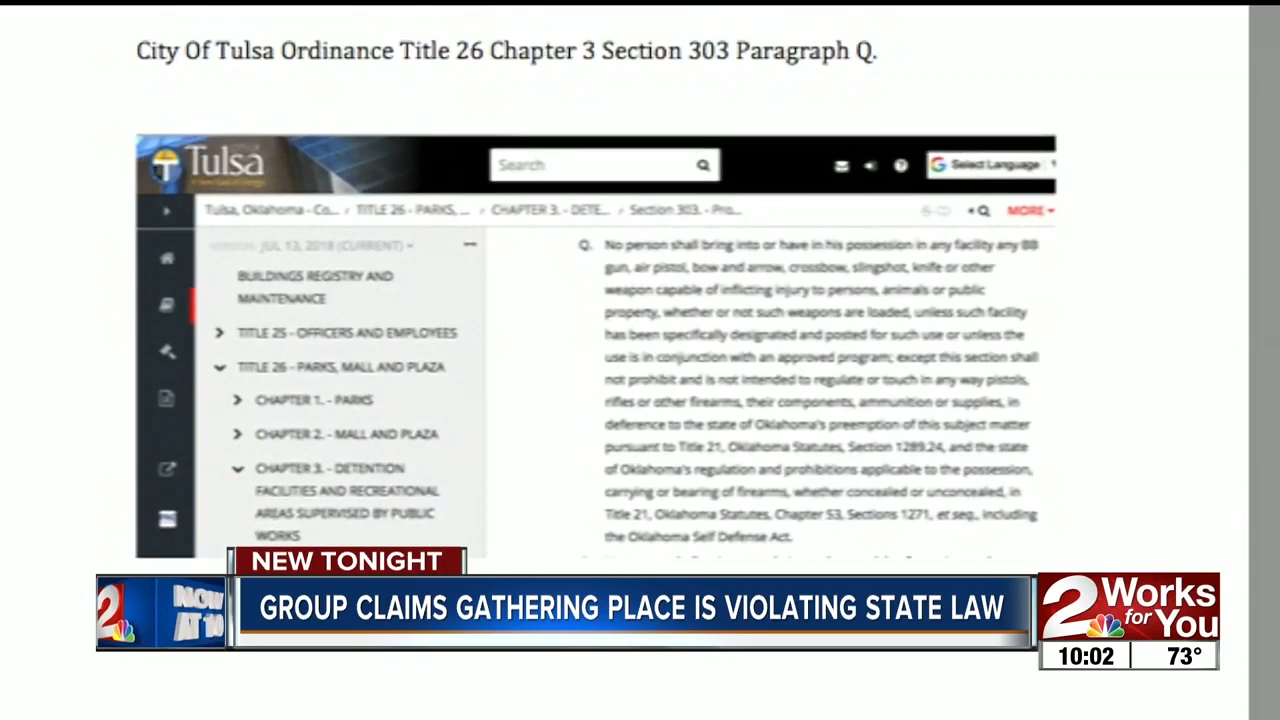 City Of Tulsa Ordinance Title 26 Chapter 3 Section 303 Paragraph Q.
Tulsa
Search
Select Language
Tulsa, Oklahoma - Co... / TITLE 26 - PARKS, ... / CHAPTER 3. - DETE... / Section 303. - Pro...
MORE
VERSION: JUL 13, 2018 (CURRENT)
BUILDINGS REGISTRY AND
MAINTENANCE
TITLE 25 - OFFICERS AND EMPLOYEES
TITLE 26 - PARKS, MALL AND PLAZA
CHAPTER 1. - PARKS
CHAPTER 2. - MALL AND PLAZA
CHAPTER 3. - DETENTION
FACILITIES AND RECREATIONAL
AREAS SUPERVISED BY PUBLIC
WORKS
Q. No person shall bring into or have in his possession in any facility any BB
gun, air pistol, bow and arrow, crossbow, slingshot, knife or other
weapon capable of inflicting injury to persons, animals or public
property, whether or not such weapons are loaded, unless such facility
has been specifically designated and posted for such use or unless the
use is in conjunction with an approved program; except this section shall
not prohibit and is not intended to regulate or touch in any way pistols,
rifles or other firearms, their components, ammunition or supplies, in
deference to the state of Oklahoma's preemption of this subject matter
pursuant to Title 21, Oklahoma Statutes, Section 1289.24, and the state
of Oklahoma's regulation and prohibitions applicable to the possession,
carrying or bearing of firearms, whether concealed or unconcealed, in
Title 21, Oklahoma Statutes, Chapter 53, Sections 1271, et seq., including
the Oklahoma Self Defense Act.
NEW TONIGHT
2 NOW AT 10
GROUP CLAIMS GATHERING PLACE IS VIOLATING STATE LAW
2 Works for You
10:02 73°